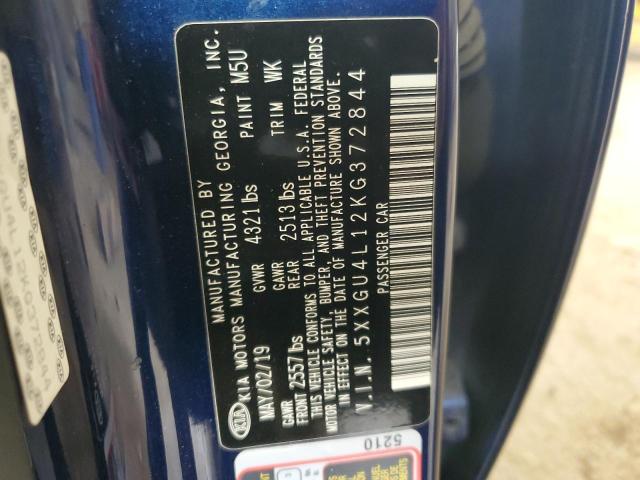 MANUFACTURED BY
KIA KIA MOTORS MANUFACTURING GEORGIA, INC.
MAY/02/19 GVWR 4321 lbs PAINT M5U
GAWR FRONT 2557 lbs GAWR REAR 2513 lbs TRIM WK
THIS VEHICLE CONFORMS TO ALL APPLICABLE U.S.A. FEDERAL
MOTOR VEHICLE SAFETY, BUMPER, AND THEFT PREVENTION STANDARDS
IN EFFECT ON THE DATE OF MANUFACTURE SHOWN ABOVE.
V.I.N. 5XXGU4L12KG372844
PASSENGER CAR
5210